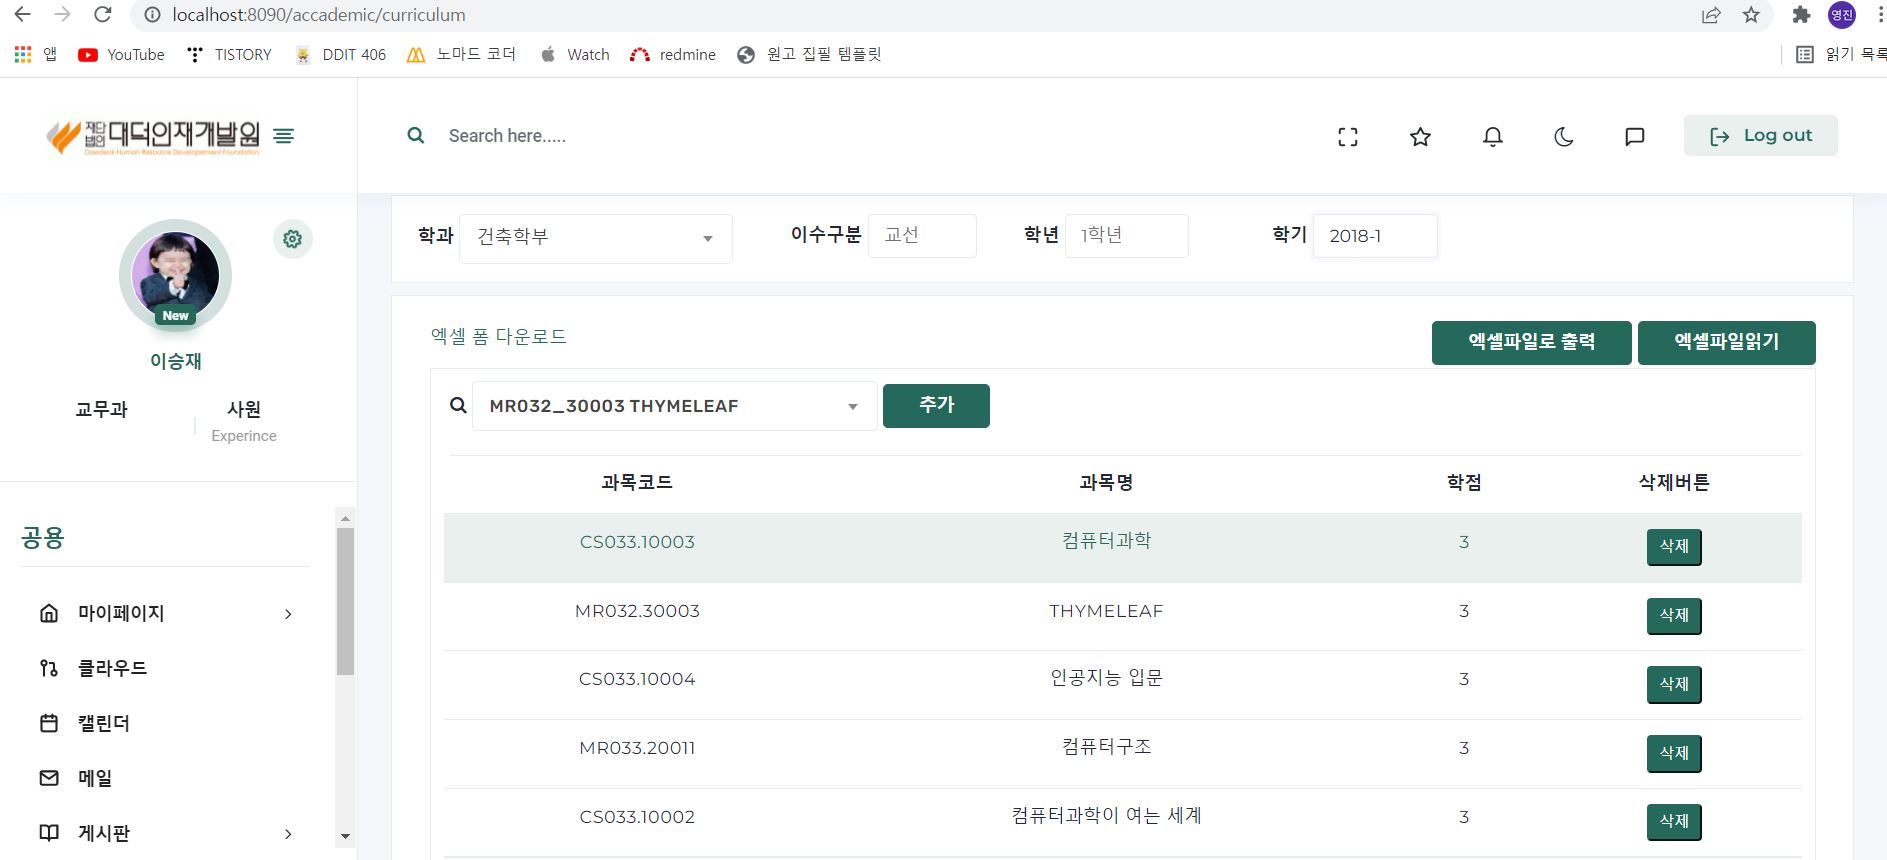 localhost:8090/accademic/curriculum
영진
앱 YouTube TISTORY DDIT 406 노마드 코더 Watch redmine 원고 집필 템플릿 읽기 목록
재단법인 대덕인재개발원
Daedeok Human Resource Developement Foundation
Search here.....
Log out
New
이승재
교무과 사원
Experince
공용
마이페이지
클라우드
캘린더
메일
게시판
학과 건축학부 이수구분 교선 학년 1학년 학기 2018-1
엑셀 폼 다운로드 엑셀파일로 출력 엑셀파일읽기
MR032_30003 THYMELEAF 추가
과목코드 과목명 학점 삭제버튼
CS033.10003 컴퓨터과학 3 삭제
MR032.30003 THYMELEAF 3 삭제
CS033.10004 인공지능 입문 3 삭제
MR033.20011 컴퓨터구조 3 삭제
CS033.10002 컴퓨터과학이 여는 세계 3 삭제